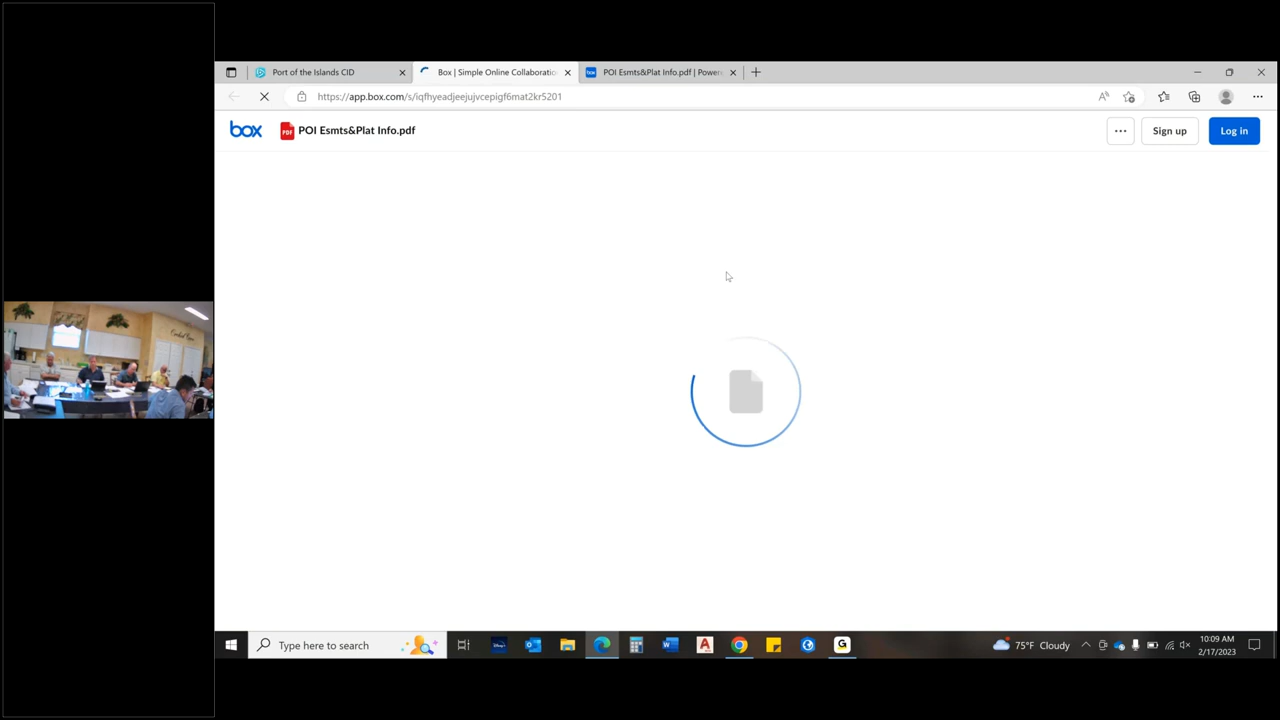 Port of the Islands CID
Box | Simple Online Collaboratio
POI Esmts&Plat Info.pdf | Power
https://app.box.com/s/iqfhyeadjeejujvcepigf6mat2kr5201
box
PDF
POI Esmts&Plat Info.pdf
Sign up
Log in
Type here to search
75°F Cloudy
10:09 AM
2/17/2023